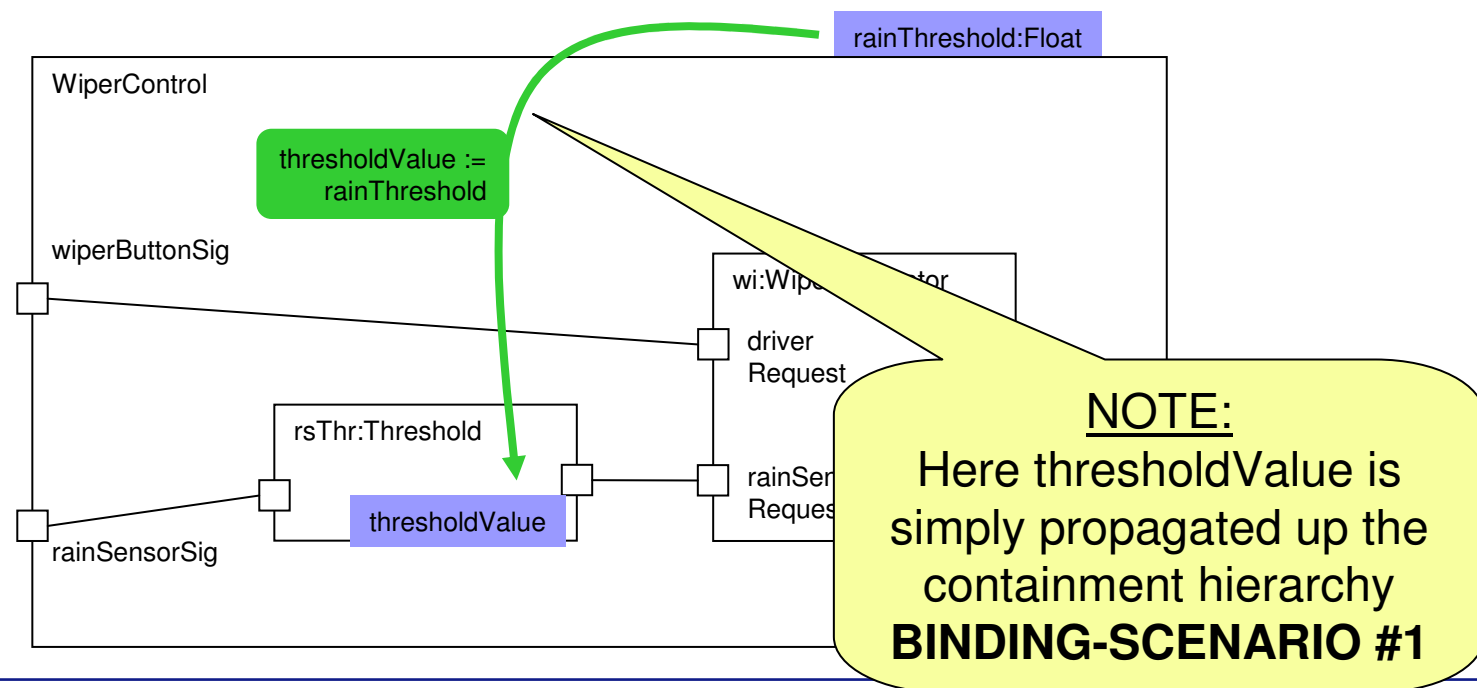 rainThreshold:Float
WiperControl
thresholdValue :=
rainThreshold
wiperButtonSig
driver
Request
rsThr:Threshold
thresholdValue
rainSensorSig
NOTE:
Here thresholdValue is
simply propagated up the
containment hierarchy
BINDING-SCENARIO #1